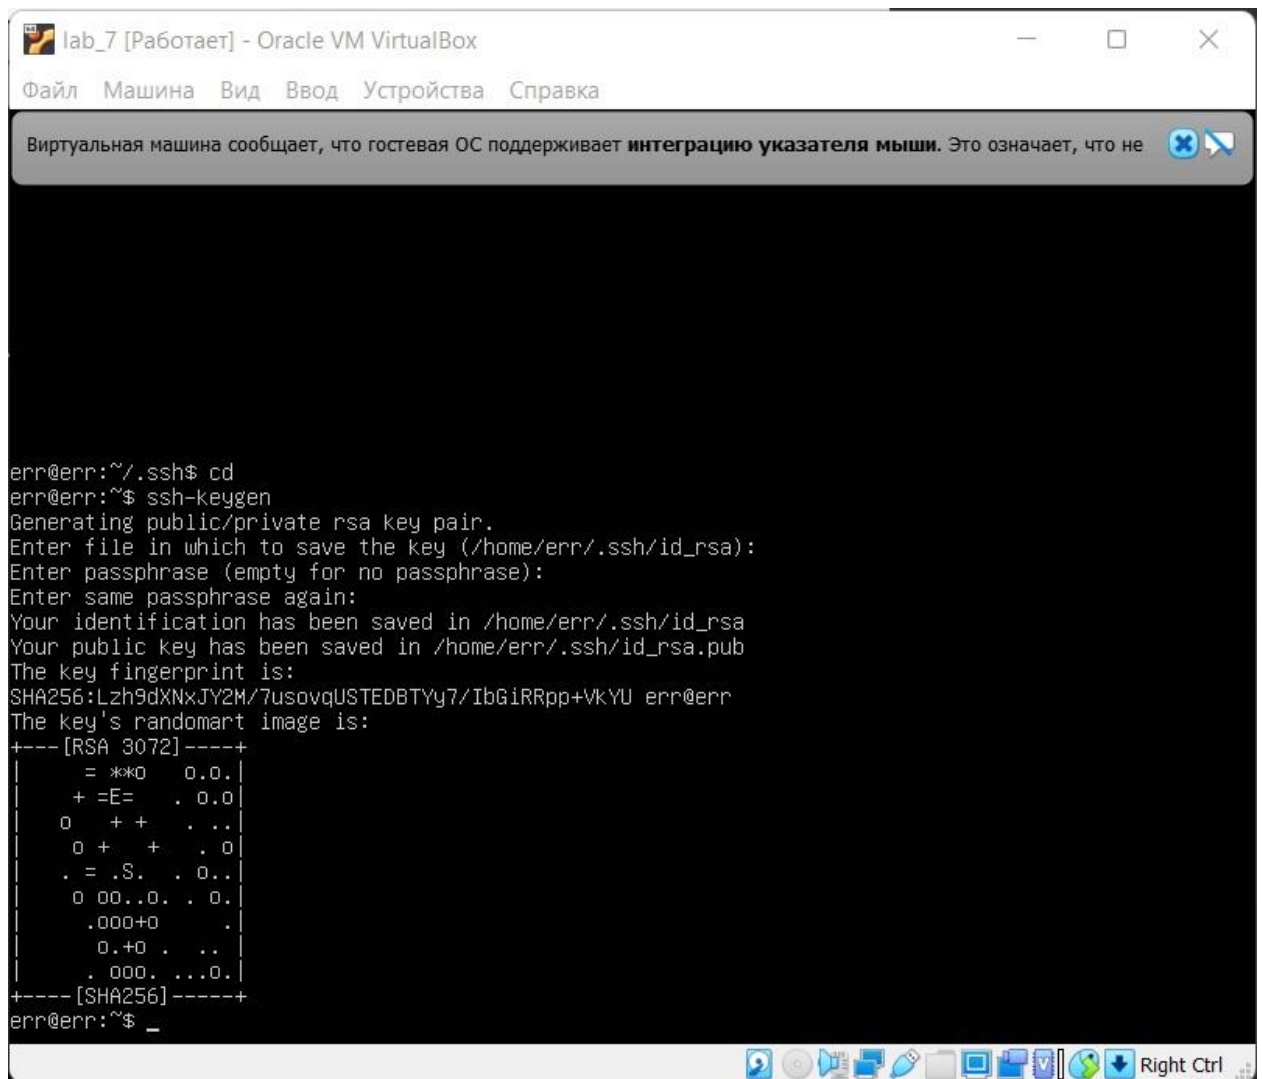 lab_7 [Работает] - Oracle VM VirtualBox
Файл Машина Вид Ввод Устройства Справка
Виртуальная машина сообщает, что гостевая ОС поддерживает интеграцию указателя мыши. Это означает, что не
err@err:~/.ssh$ cd
err@err:~$ ssh-keygen
Generating public/private rsa key pair.
Enter file in which to save the key (/home/err/.ssh/id_rsa):
Enter passphrase (empty for no passphrase):
Enter same passphrase again:
Your identification has been saved in /home/err/.ssh/id_rsa
Your public key has been saved in /home/err/.ssh/id_rsa.pub
The key fingerprint is:
SHA256:Lzh9dXNxJY2M/7usovqUSTEDBTYy7/IbGiRRpp+VkYU err@err
The key's randomart image is:
+---[RSA 3072]----+
|     = **O   o.o.|
|    + =E=   . o.o|
|   o   + +   . ..|
|    o +   +   . o|
|   . = .S.  . o..|
|    o oo..o. . o.|
|     .ooo+o     .|
|      o.+o .  .. |
|     . ooo. ...o.|
+----[SHA256]-----+
err@err:~$ _
Right Ctrl